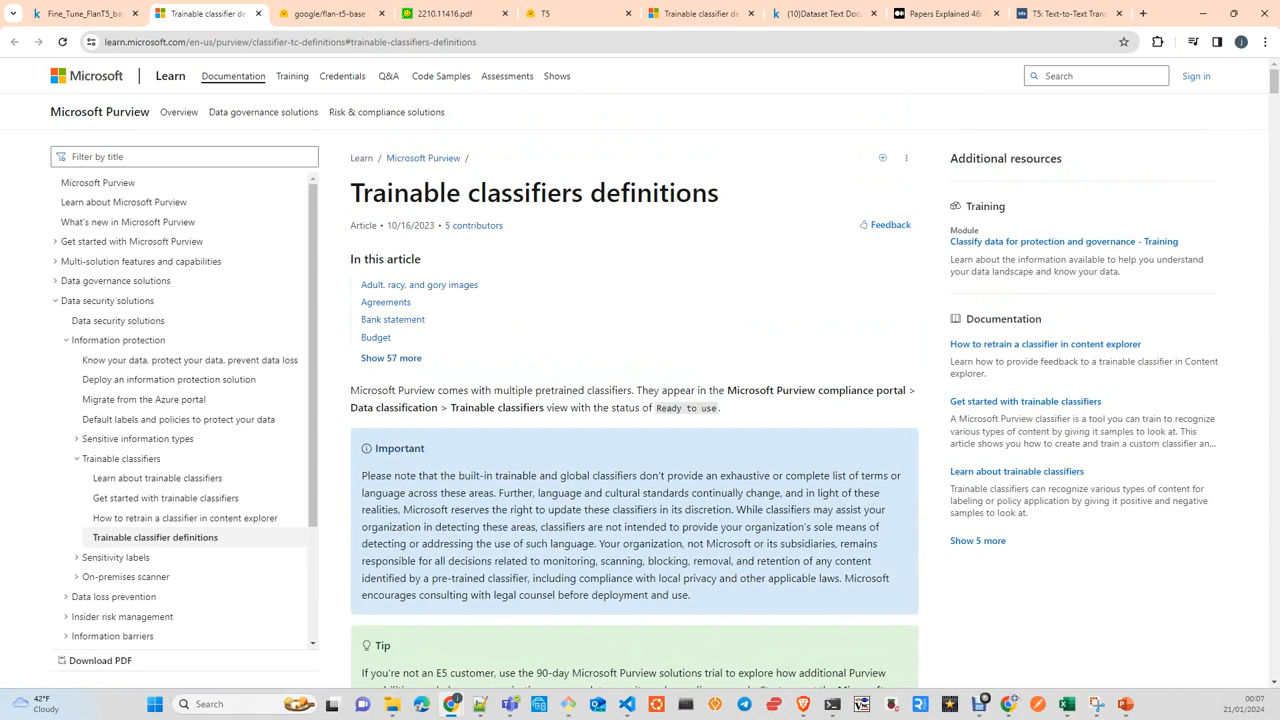 Fine_Tune_FlanT5_bas
Trainable classifier de
google/flan-t5-base
2210.11416.pdf
T5
Trainable classifier de
(10)Dataset Text Docu
Papers Explained 46:
T5: Text-to-Text Tran
learn.microsoft.com/en-us/purview/classifier-tc-definitions#trainable-classifiers-definitions
Microsoft
Learn
Documentation
Training
Credentials
Q&A
Code Samples
Assessments
Shows
Search
Sign in
Microsoft Purview
Overview
Data governance solutions
Risk & compliance solutions
Filter by title
Microsoft Purview
Learn about Microsoft Purview
What's new in Microsoft Purview
Get started with Microsoft Purview
Multi-solution features and capabilities
Data governance solutions
Data security solutions
Data security solutions
Information protection
Know your data, protect your data, prevent data loss
Deploy an information protection solution
Migrate from the Azure portal
Default labels and policies to protect your data
Sensitive information types
Trainable classifiers
Learn about trainable classifiers
Get started with trainable classifiers
How to retrain a classifier in content explorer
Trainable classifier definitions
Sensitivity labels
On-premises scanner
Data loss prevention
Insider risk management
Information barriers
Download PDF
Learn / Microsoft Purview /
Trainable classifiers definitions
Article • 10/16/2023 • 5 contributors
Feedback
In this article
Adult, racy, and gory images
Agreements
Bank statement
Budget
Show 57 more
Microsoft Purview comes with multiple pretrained classifiers. They appear in the Microsoft Purview compliance portal >
Data classification > Trainable classifiers view with the status of Ready to use.
Important
Please note that the built-in trainable and global classifiers don't provide an exhaustive or complete list of terms or
language across these areas. Further, language and cultural standards continually change, and in light of these
realities, Microsoft reserves the right to update these classifiers in its discretion. While classifiers may assist your
organization in detecting these areas, classifiers are not intended to provide your organization's sole means of
detecting or addressing the use of such language. Your organization, not Microsoft or its subsidiaries, remains
responsible for all decisions related to monitoring, scanning, blocking, removal, and retention of any content
identified by a pre-trained classifier, including compliance with local privacy and other applicable laws. Microsoft
encourages consulting with legal counsel before deployment and use.
Tip
If you're not an E5 customer, use the 90-day Microsoft Purview solutions trial to explore how additional Purview
Additional resources
Training
Module
Classify data for protection and governance - Training
Learn about the information available to help you understand
your data landscape and know your data.
Documentation
How to retrain a classifier in content explorer
Learn how to provide feedback to a trainable classifier in Content
explorer.
Get started with trainable classifiers
A Microsoft Purview classifier is a tool you can train to recognize
various types of content by giving it samples to look at. This
article shows you how to create and train a custom classifier an...
Learn about trainable classifiers
Trainable classifiers can recognize various types of content for
labeling or policy application by giving it positive and negative
samples to look at.
Show 5 more
42°F
Cloudy
Search
00:07
21/01/2024